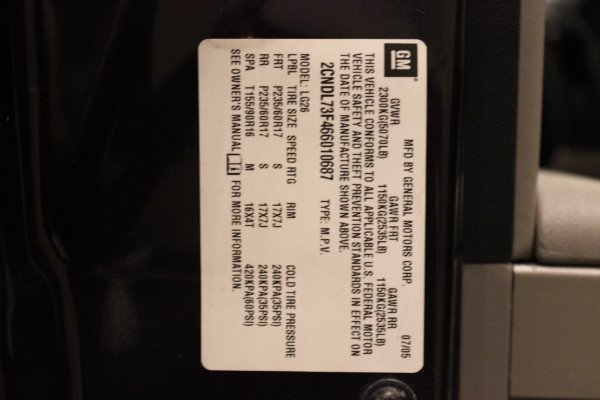 GM
MFD BY GENERAL MOTORS CORP. 07/05
GVWR GAWR FRT GAWR RR
2300KG(5070LB) 1150KG(2535LB) 1150KG(2535LB)
THIS VEHICLE CONFORMS TO ALL APPLICABLE U.S. FEDERAL MOTOR
VEHICLE SAFETY AND THEFT PREVENTION STANDARDS IN EFFECT ON
THE DATE OF MANUFACTURE SHOWN ABOVE.
2CNDL73F466010687 TYPE: M.P.V.
MODEL: LG26
LPBL TIRE SIZE SPEED RTG RIM COLD TIRE PRESSURE
FRT P235/60R17 S 17X7J 240KPA(35PSI)
RR P235/60R17 S 17X7J 240KPA(35PSI)
SPA T155/90R16 M 16X4T 420KPA(60PSI)
SEE OWNER'S MANUAL i FOR MORE INFORMATION.